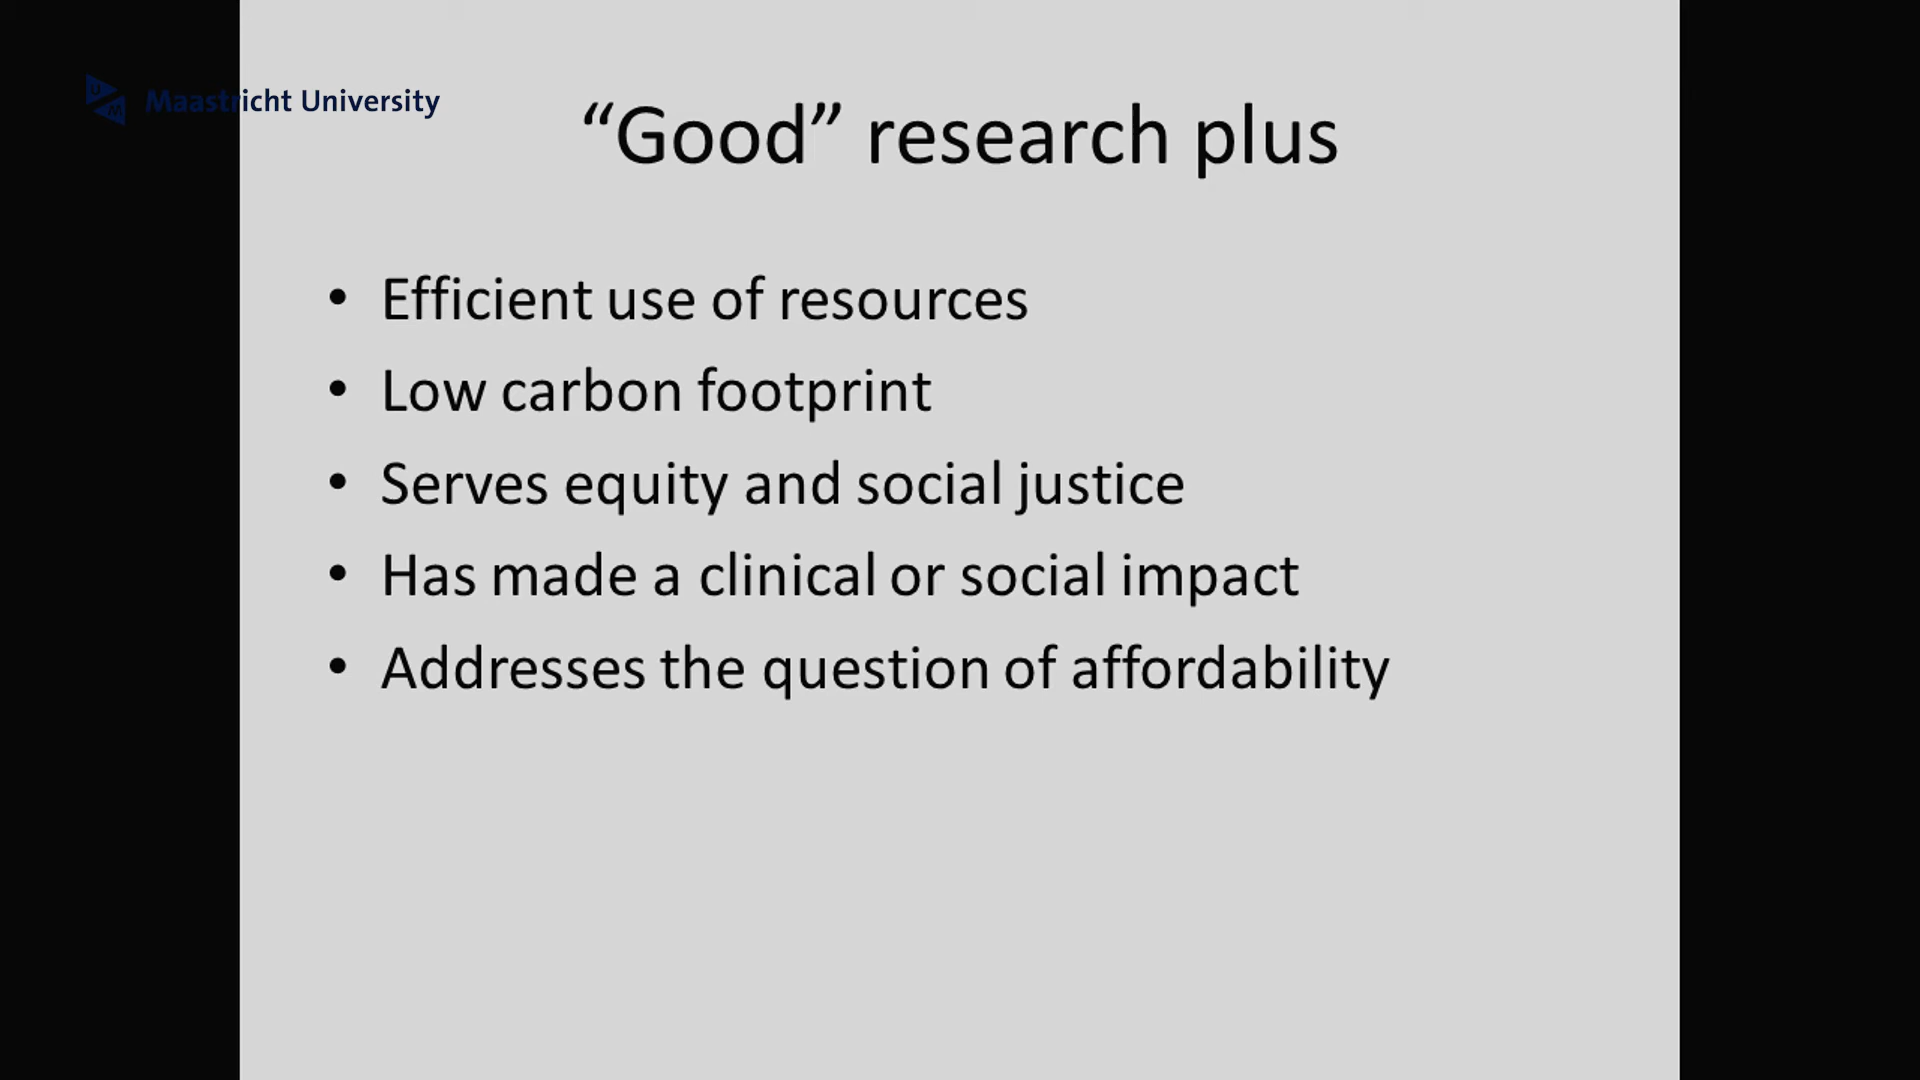 Maastricht University
“Good” research plus
• Efficient use of resources
• Low carbon footprint
• Serves equity and social justice
• Has made a clinical or social impact
• Addresses the question of affordability